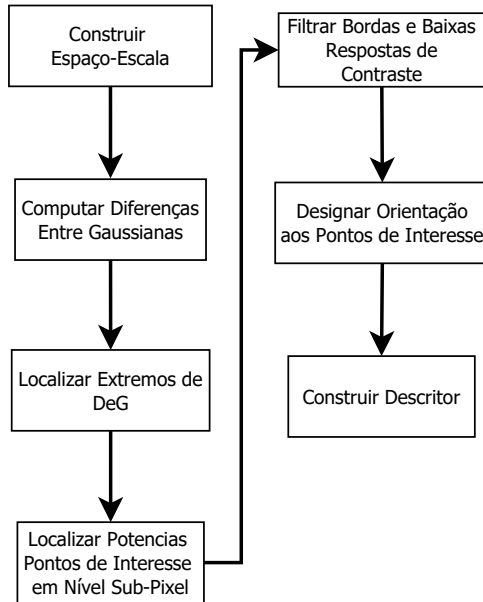 Construir
Espaço-Escala
Computar Diferenças
Entre Gaussianas
Localizar Extremos de
DeG
Localizar Potencias
Pontos de Interesse
em Nível Sub-Pixel
Filtrar Bordas e Baixas
Respostas de
Contraste
Designar Orientação
aos Pontos de Interesse
Construir Descritor